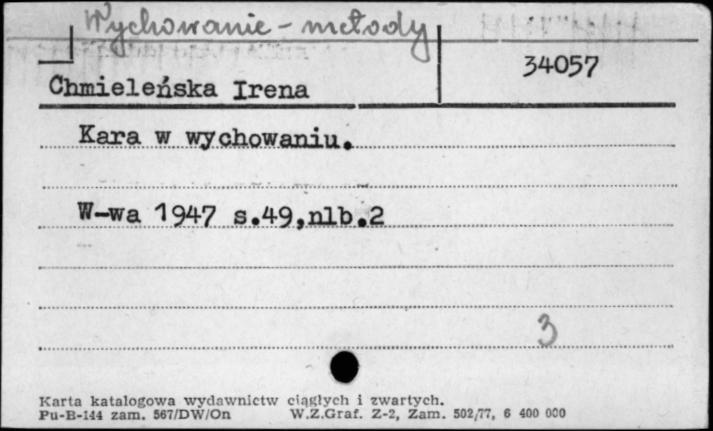 Wychowanie - metody
34057
Chmieleńska Irena
Kara w wychowaniu.
W-wa 1947 s.49,nlb.2
3
Karta katalogowa wydawnictw ciągłych i zwartych.
Pu-B-144 zam. 567/DW/On W.Z.Graf. Z-2, Zam. 502/77, 6 400 000